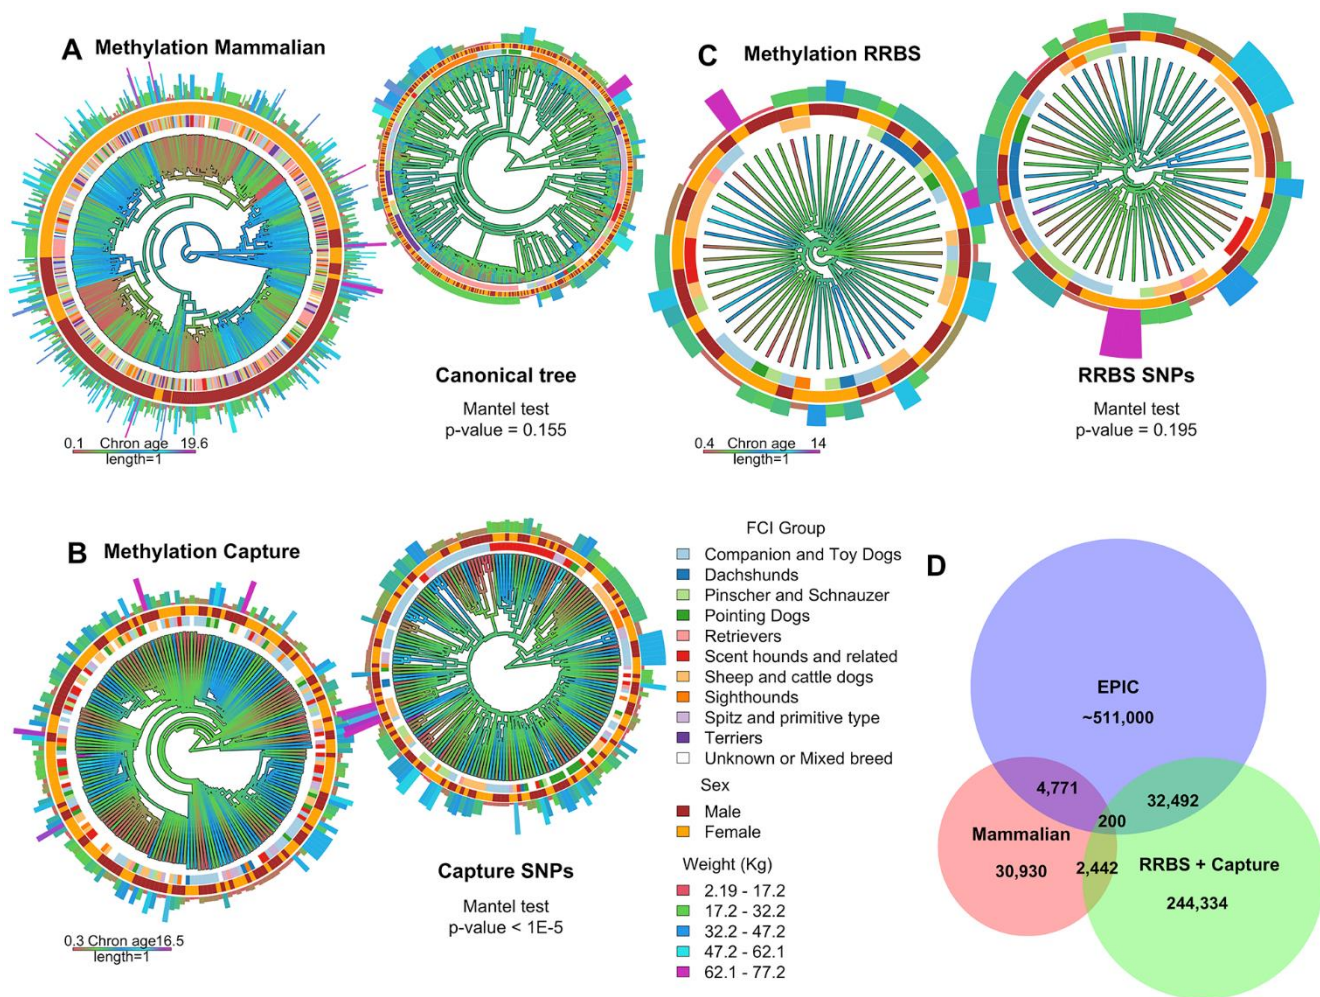 A Methylation Mammalian
Canonical tree
Mantel test
p-value = 0.155
0.1 Chron age 19.6
length=1
C Methylation RRBS
RRBS SNPs
Mantel test
p-value = 0.195
0.4 Chron age 14
length=1
B Methylation Capture
Capture SNPs
Mantel test
p-value < 1E-5
0.3 Chron age16.5
length=1
FCI Group
Companion and Toy Dogs
Dachshunds
Pinscher and Schnauzer
Pointing Dogs
Retrievers
Scent hounds and related
Sheep and cattle dogs
Sighthounds
Spitz and primitive type
Terriers
Unknown or Mixed breed
Sex
Male
Female
Weight (Kg)
2.19 - 17.2
17.2 - 32.2
32.2 - 47.2
47.2 - 62.1
62.1 - 77.2
D
EPIC
~511,000
4,771
32,492
200
Mammalian
30,930
2,442
RRBS + Capture
244,334